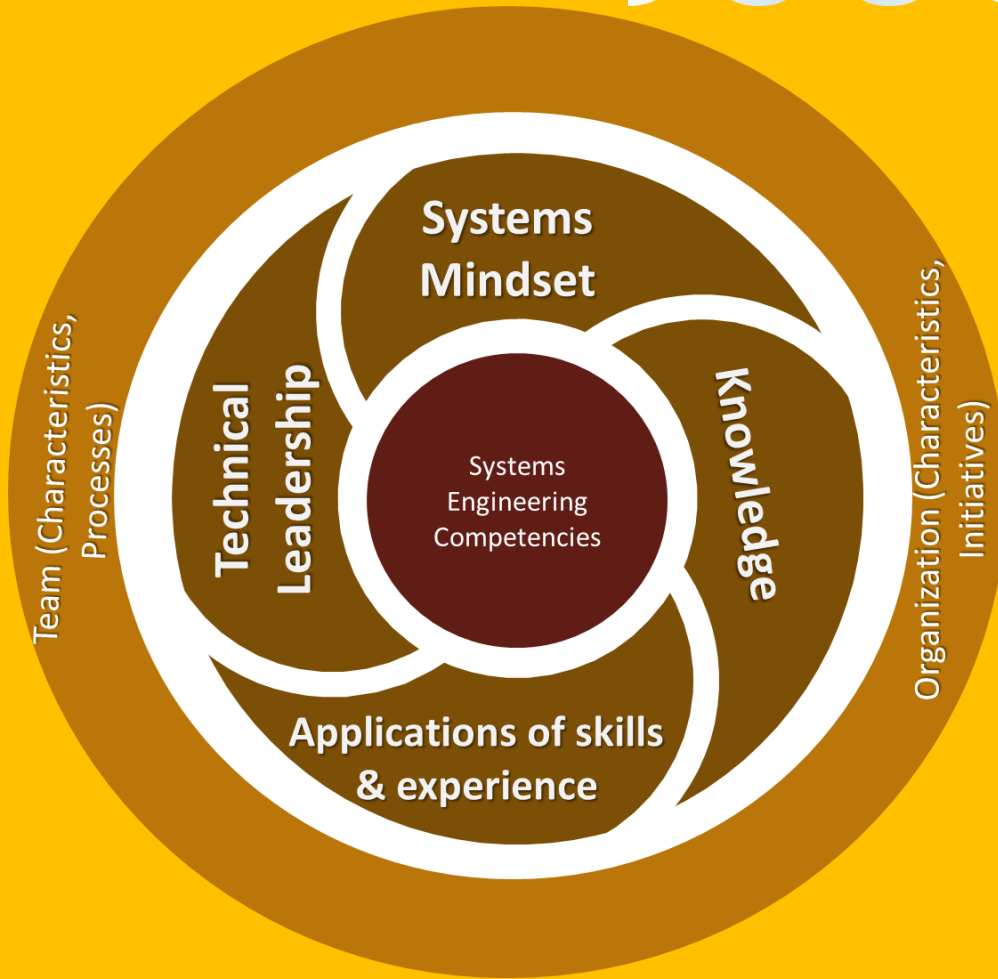 Systems
Mindset
Knowledge
Applications of skills
& experience
Technical
Leadership
Systems
Engineering
Competencies
Team (Characteristics,
Processes)
Organization (Characteristics,
Initiatives)